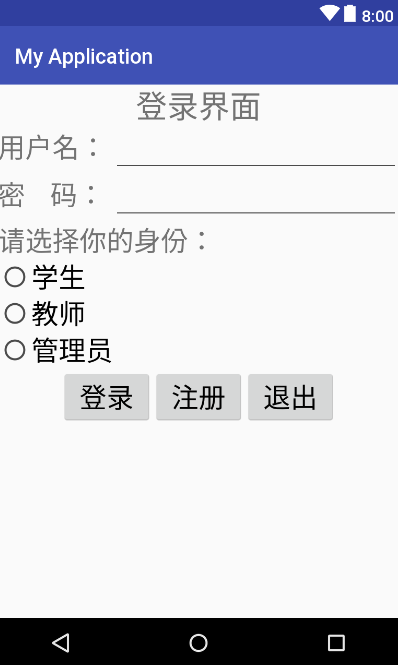 8:00
My Application
登录界面
用户名：
密 码：
请选择你的身份：
学生
教师
管理员
登录 注册 退出